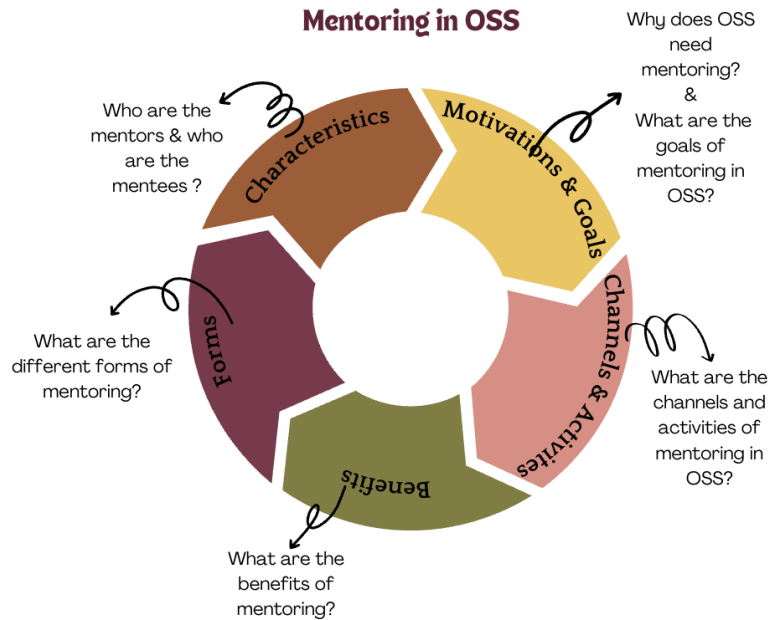 Mentoring in OSS
Why does OSS
need
mentoring?
&
What are the
goals of
mentoring in
OSS?
Motivations & Goals
Channels & Activites
What are the
channels and
activities of
mentoring in
OSS?
Benefits
What are the
benefits of
mentoring?
Forms
What are the
different forms of
mentoring?
Characteristics
Who are the
mentors & who
are the
mentees ?